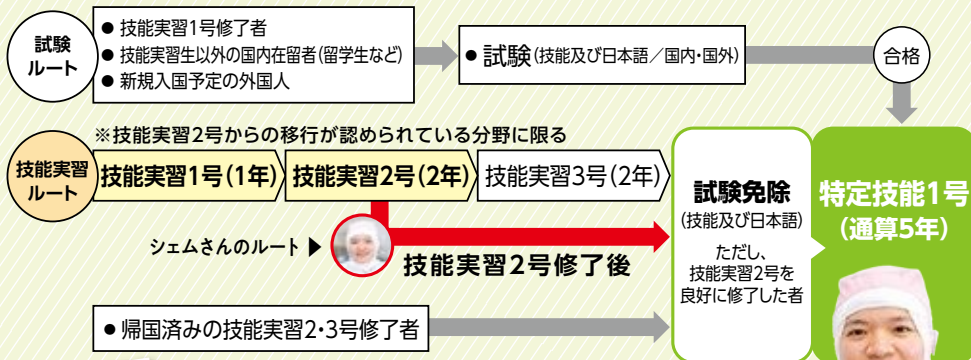 試験
ルート
● 技能実習1号修了者
● 技能実習生以外の国内在留者(留学生など)
● 新規入国予定の外国人
● 試験(技能及び日本語／国内・国外)
合格
※技能実習2号からの移行が認められている分野に限る
技能実習
ルート
技能実習1号(1年)
技能実習2号(2年)
技能実習3号(2年)
シェムさんのルート ▶
技能実習2号修了後
● 帰国済みの技能実習2・3号修了者
試験免除
(技能及び日本語)
ただし、
技能実習2号を
良好に修了した者
特定技能1号
(通算5年)